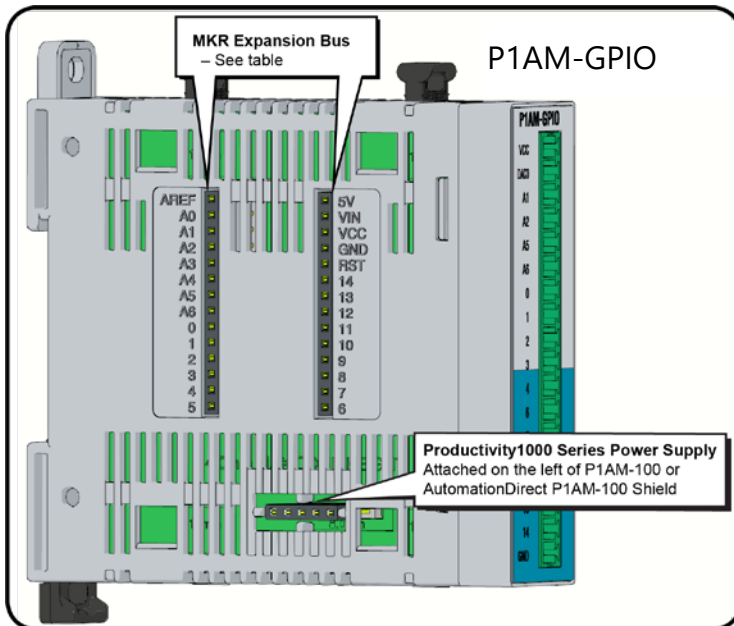 MKR Expansion Bus
– See table
P1AM-GPIO
AREF
A0
A1
A2
A3
A4
A5
A6
0
1
2
3
4
5
5V
VIN
VCC
GND
RST
14
13
12
11
10
9
8
7
6
P1AM-GPIO
VCC
DAC0
A1
A2
A5
A6
0
1
2
3
4
6
14
GND
Productivity1000 Series Power Supply
Attached on the left of P1AM-100 or
AutomationDirect P1AM-100 Shield